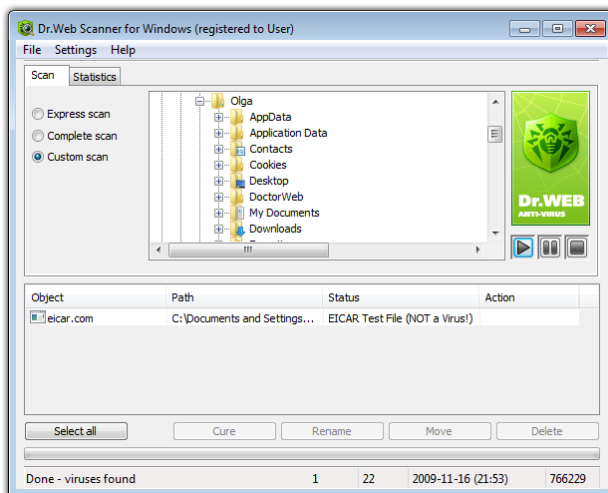 Dr.Web Scanner for Windows (registered to User)
File Settings Help
Scan Statistics
Express scan
Complete scan
Custom scan
Olga
AppData
Application Data
Contacts
Cookies
Desktop
DoctorWeb
My Documents
Downloads
Dr.WEB
ANTI-VIRUS
Object Path Status Action
eicar.com C:\Documents and Settings... EICAR Test File (NOT a Virus!)
Select all Cure Rename Move Delete
Done - viruses found 1 22 2009-11-16 (21:53) 766229